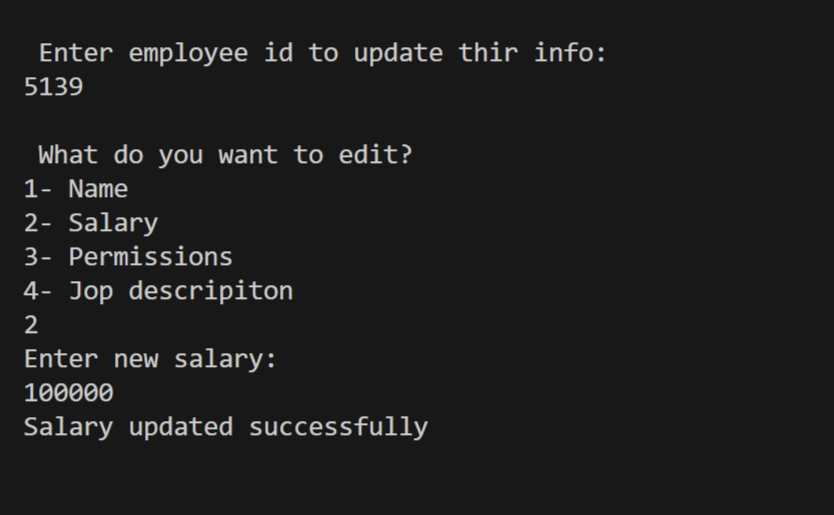 Enter employee id to update thir info:
5139
What do you want to edit?
1- Name
2- Salary
3- Permissions
4- Jop descripiton
2
Enter new salary:
100000
Salary updated successfully